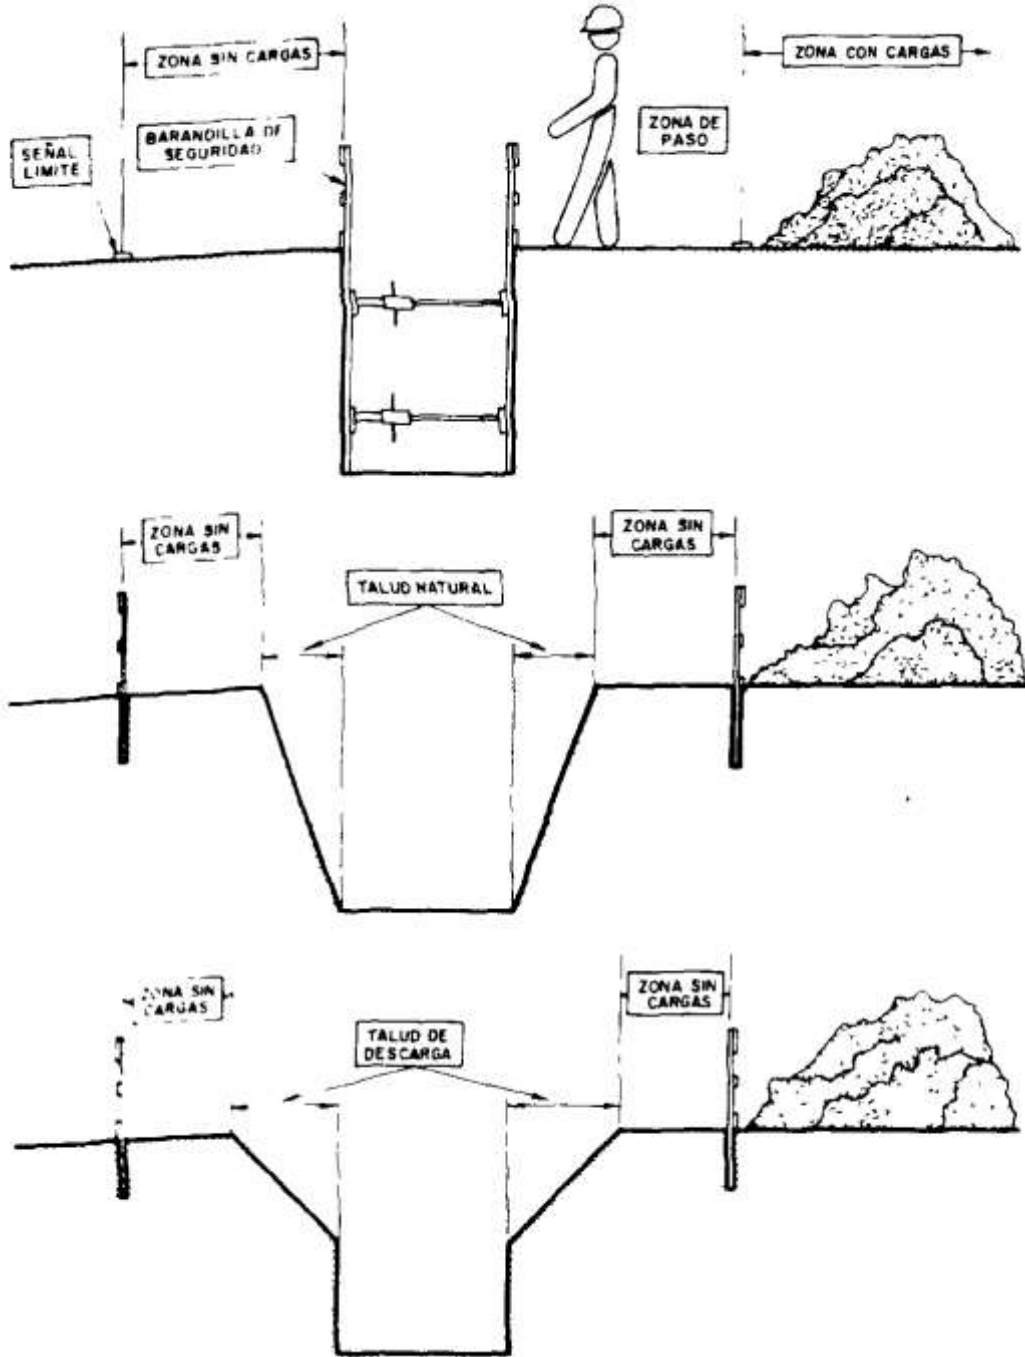 ZONA SIN CARGAS
ZONA CON CARGAS
SEÑAL
LIMITE
BARANDILLA DE
SEGURIDAD
ZONA DE
PASO
ZONA SIN
CARGAS
ZONA SIN
CARGAS
TALUD NATURAL
ZONA SIN
CARGAS
ZONA SIN
CARGAS
TALUD DE
DESCARGA